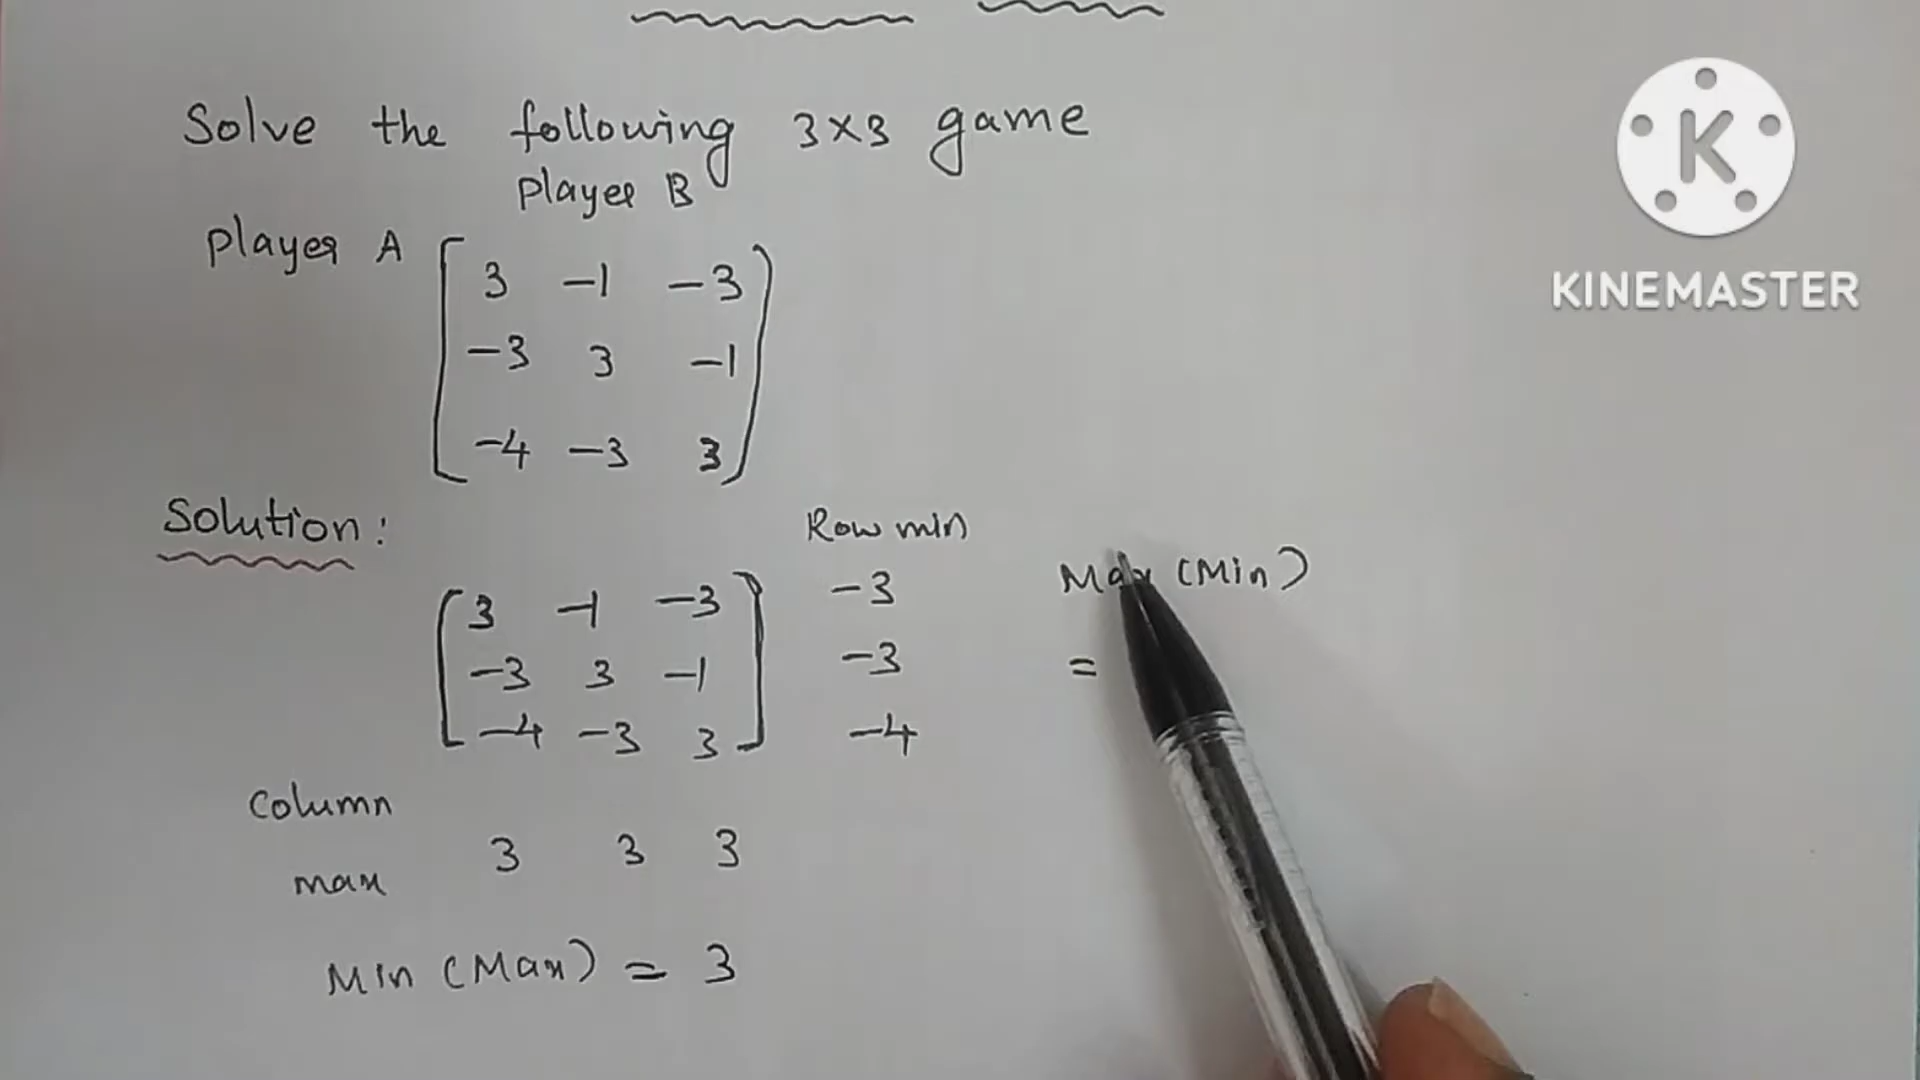 Solve the following 3×3 game
Player B
Player A
3 -1 -3
-3 3 -1
-4 -3 3
Solution:
Row min
3 -1 -3 -3
-3 3 -1 -3
-4 -3 3 -4
Max (Min)
=
Column
max 3 3 3
Min (Max) = 3
KINEMASTER